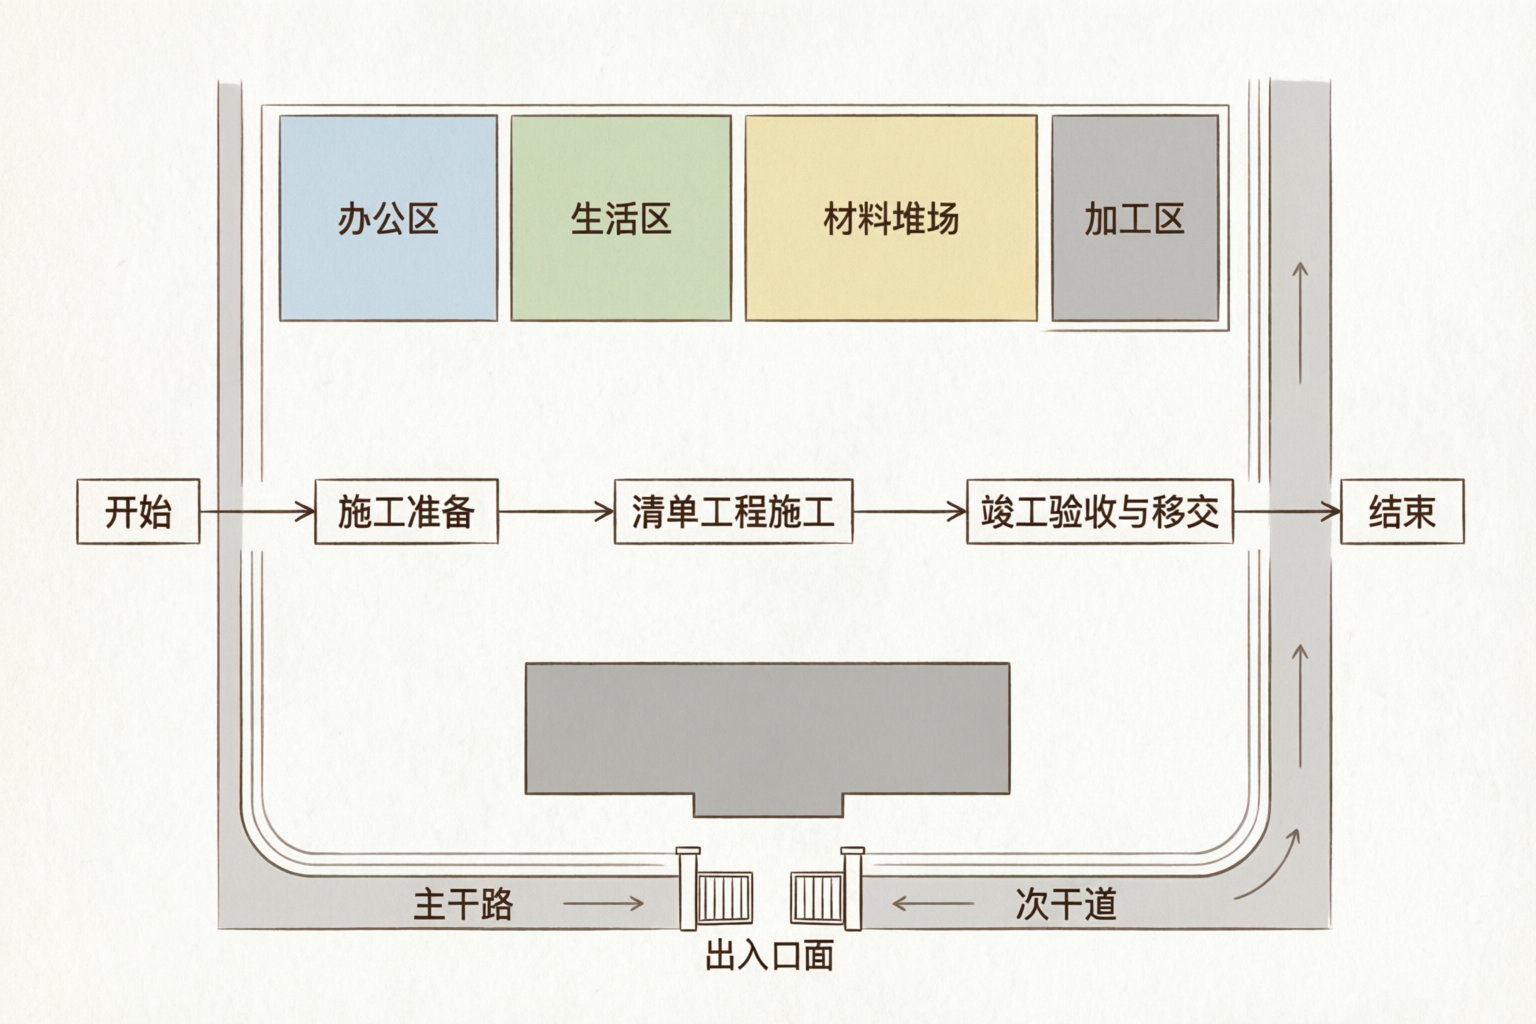 办公区
生活区
材料堆场
加工区
开始
施工准备
清单工程施工
竣工验收与移交
结束
主干路
次干道
出入口面